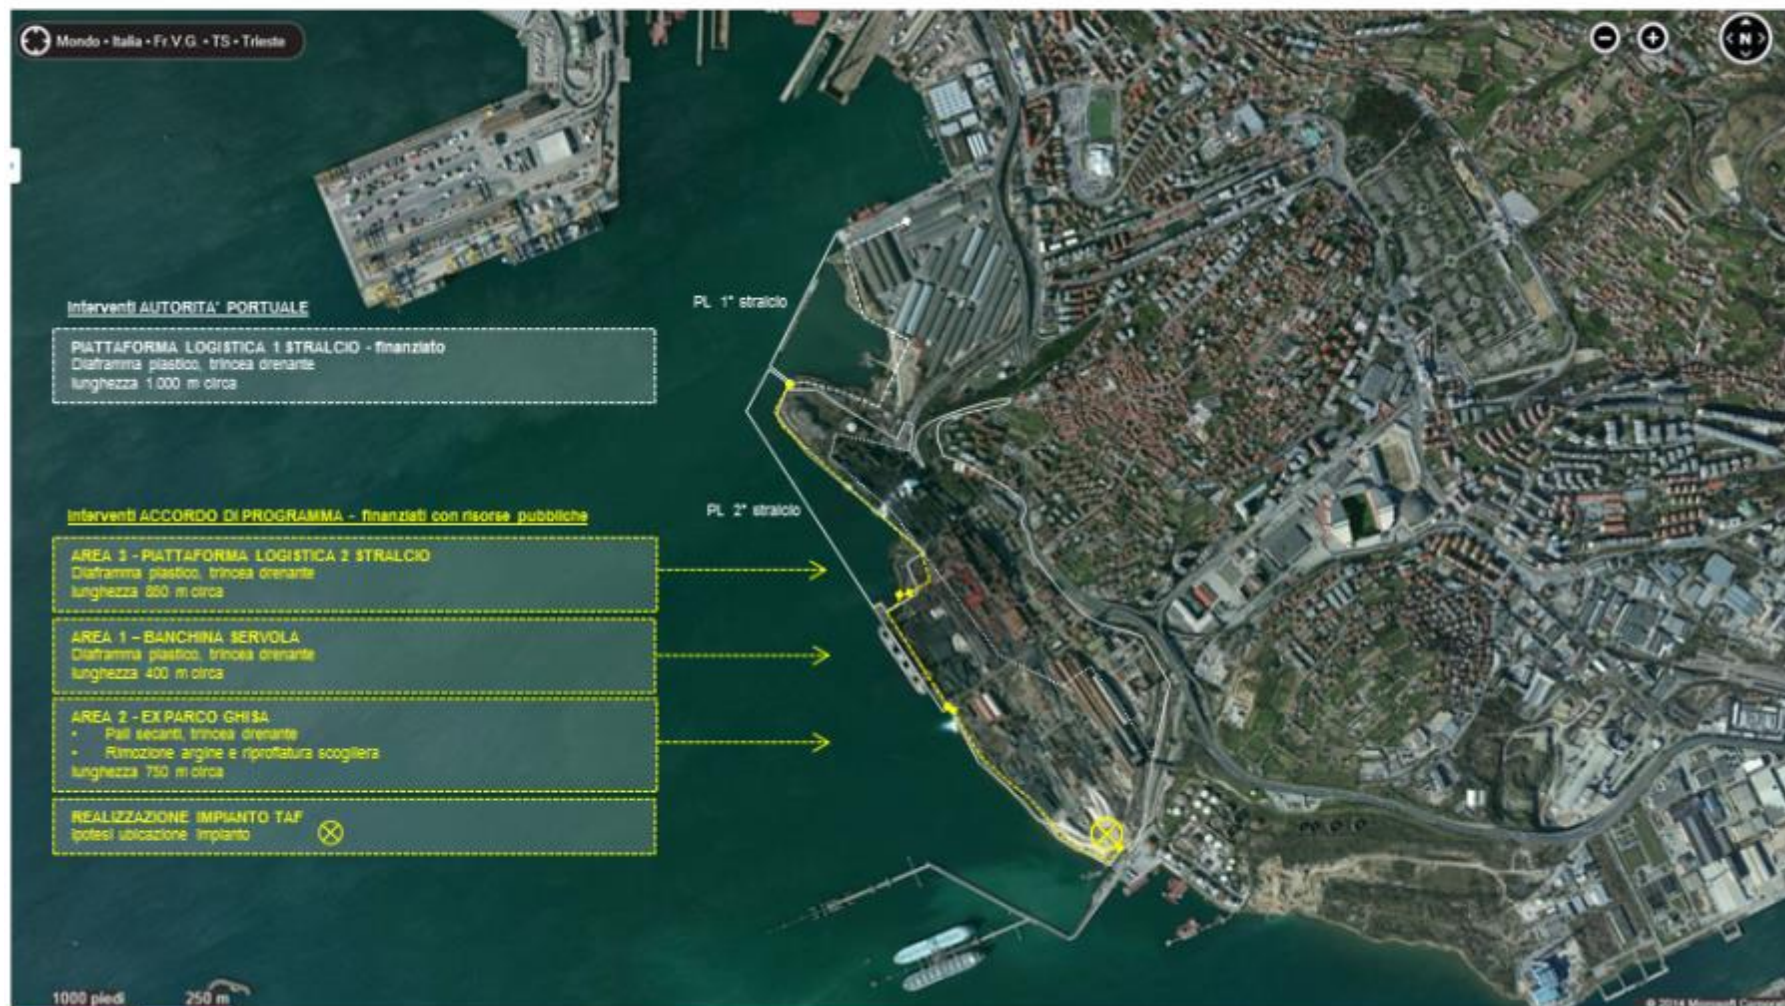 Mondo • Italia • Fr.V.G. • TS • Trieste
N
Interventi AUTORITA' PORTUALE
PIATTAFORMA LOGISTICA 1 STRALCIO - finanziato
Diaframma plastico, trincea drenante
lunghezza 1.000 m circa
PL 1° stralcio
PL 2° stralcio
Interventi ACCORDO DI PROGRAMMA – finanziati con risorse pubbliche
AREA 3 - PIATTAFORMA LOGISTICA 2 STRALCIO
Diaframma plastico, trincea drenante
lunghezza 850 m circa
AREA 1 – BANCHINA SERVOLA
Diaframma plastico, trincea drenante
lunghezza 400 m circa
AREA 2 - EX PARCO GHISA
• Pali secanti, trincea drenante
• Rimozione argine e riprofilatura scogliera
lunghezza 750 m circa
REALIZZAZIONE IMPIANTO TAF
Ipotesi ubicazione impianto
1000 piedi 250 m
Microsoft